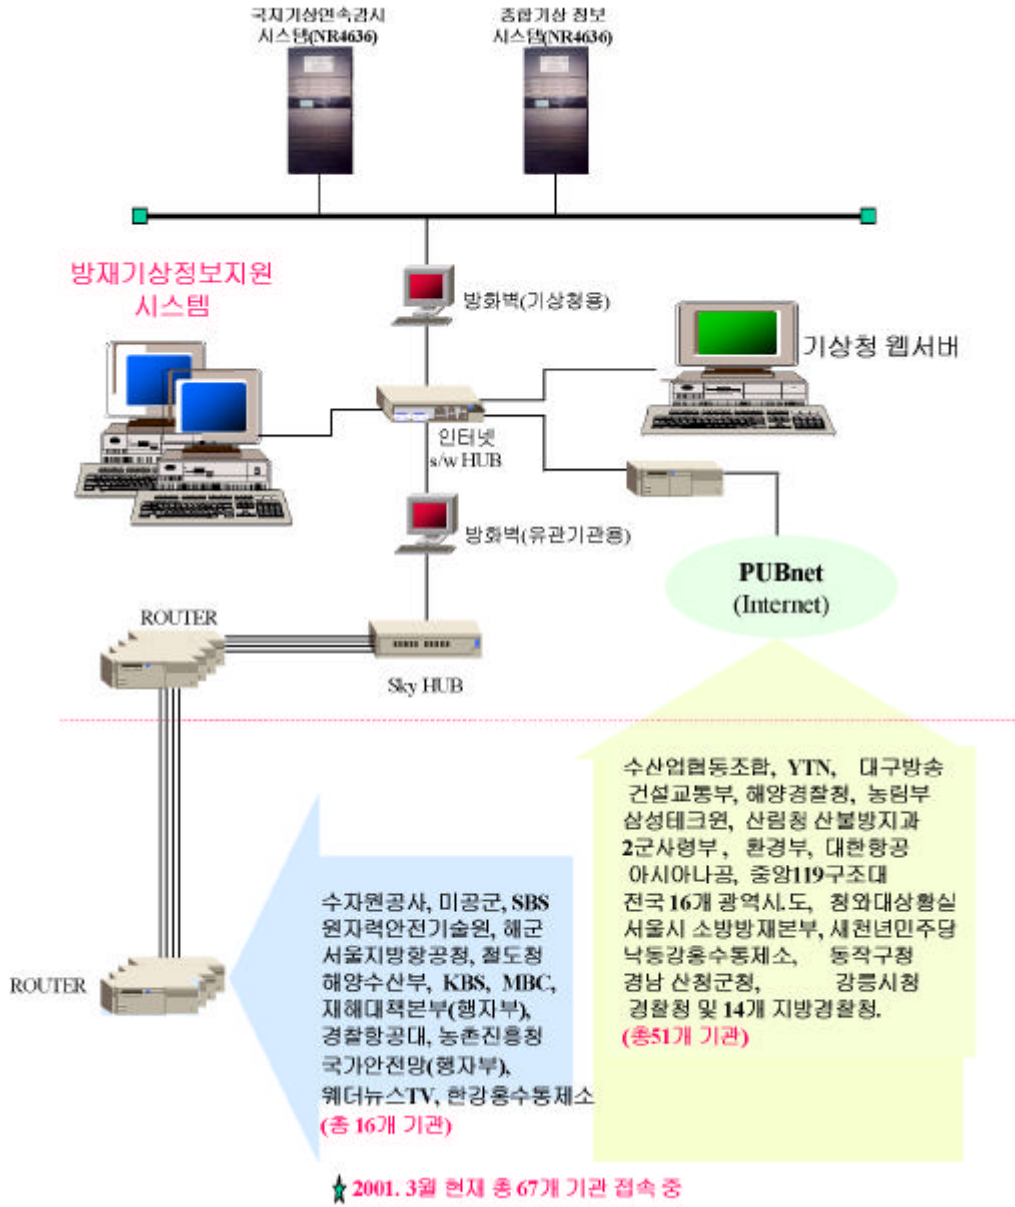 국지기상연속감시
시스템(NR4636)
종합기상 정보
시스템(NR4636)
방재기상정보지원
시스템
방화벽(기상청용)
기상청 웹서버
인터넷
s/w HUB
방화벽(유관기관용)
PUBnet
(Internet)
ROUTER
Sky HUB
수산업협동조합, YTN, 대구방송
건설교통부, 해양경찰청, 농림부
삼성테크윈, 산림청 산불방지과
2군사령부, 환경부, 대한항공
아시아나공, 중앙119구조대
전국 16개 광역시.도, 청와대상황실
서울시 소방방재본부, 새천년민주당
낙동강홍수통제소, 동작구청
경남 산청군청, 강릉시청
경찰청 및 14개 지방경찰청.
(총51개 기관)
수자원공사, 미공군, SBS
원자력안전기술원, 해군
서울지방항공청, 철도청
해양수산부, KBS, MBC,
재해대책본부(행자부),
경찰항공대, 농촌진흥청
국가안전망(행자부),
웨더뉴스TV, 한강홍수통제소
(총 16개 기관)
ROUTER
2001. 3월 현재 총 67개 기관 접속 중